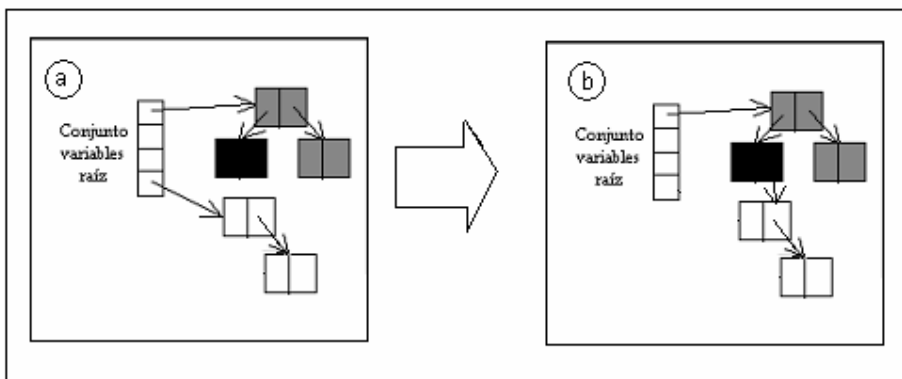 a
Conjunto
variables
raíz
b
Conjunto
variables
raíz